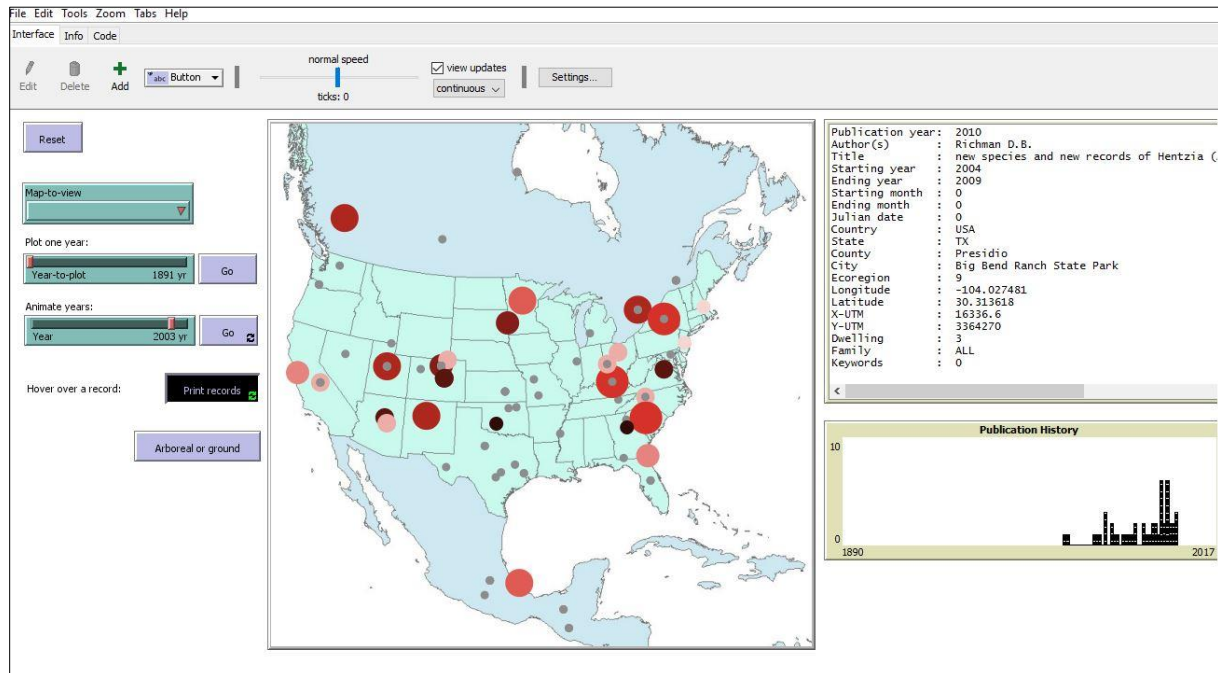 File Edit Tools Zoom Tabs Help
Interface Info Code
Edit Delete Add abc Button normal speed ticks: 0 view updates continuous Settings...
Reset
Map-to-view
Plot one year:
Year-to-plot 1891 yr Go
Animate years:
Year 2003 yr Go
Hover over a record: Print records
Arboreal or ground
Publication year: 2010
Author(s) : Richman D.B.
Title : new species and new records of Hentzia (
Starting year : 2004
Ending year : 2009
Starting month : 0
Ending month : 0
Julian date : 0
Country : USA
State : TX
County : Presidio
City : Big Bend Ranch State Park
Ecoregion : 9
Longitude : -104.027481
Latitude : 30.313618
X-UTM : 16336.6
Y-UTM : 3364270
Dwelling : 3
Family : ALL
Keywords : 0
Publication History
10
0
1890 2017